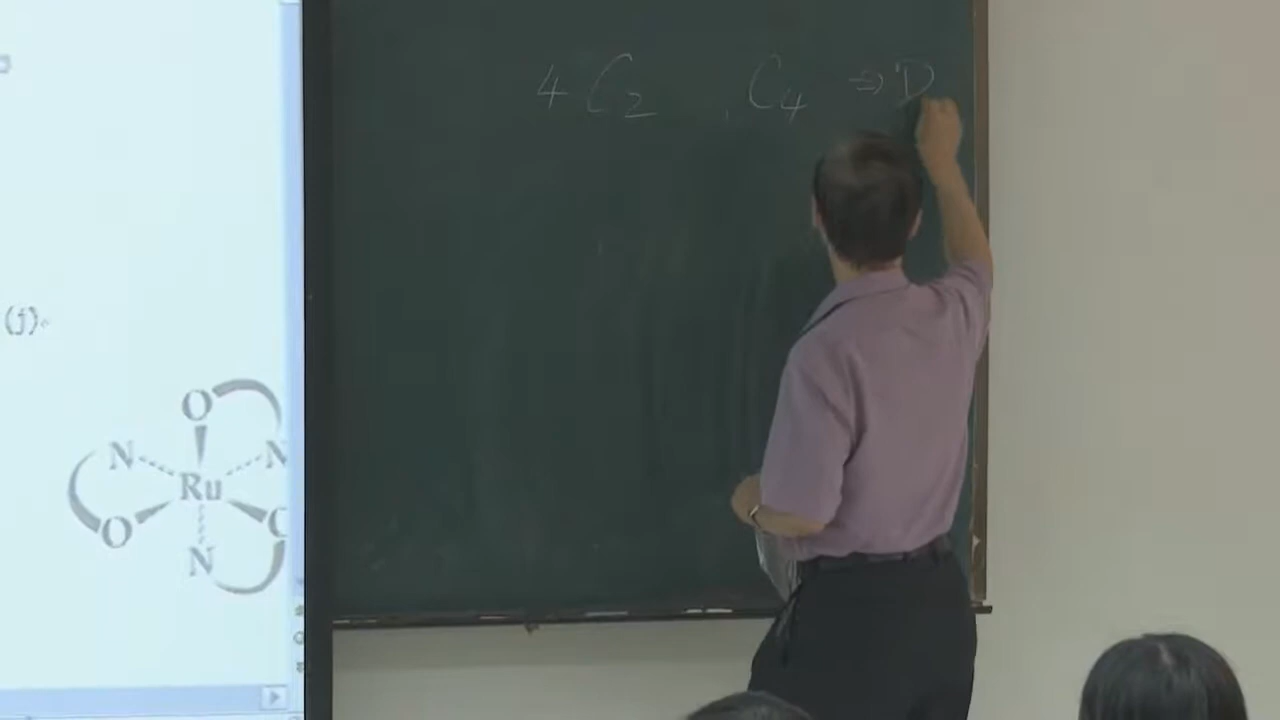 4 C₂ , C₄ ⇒ D
(j)
O
N
N
Ru
O
N